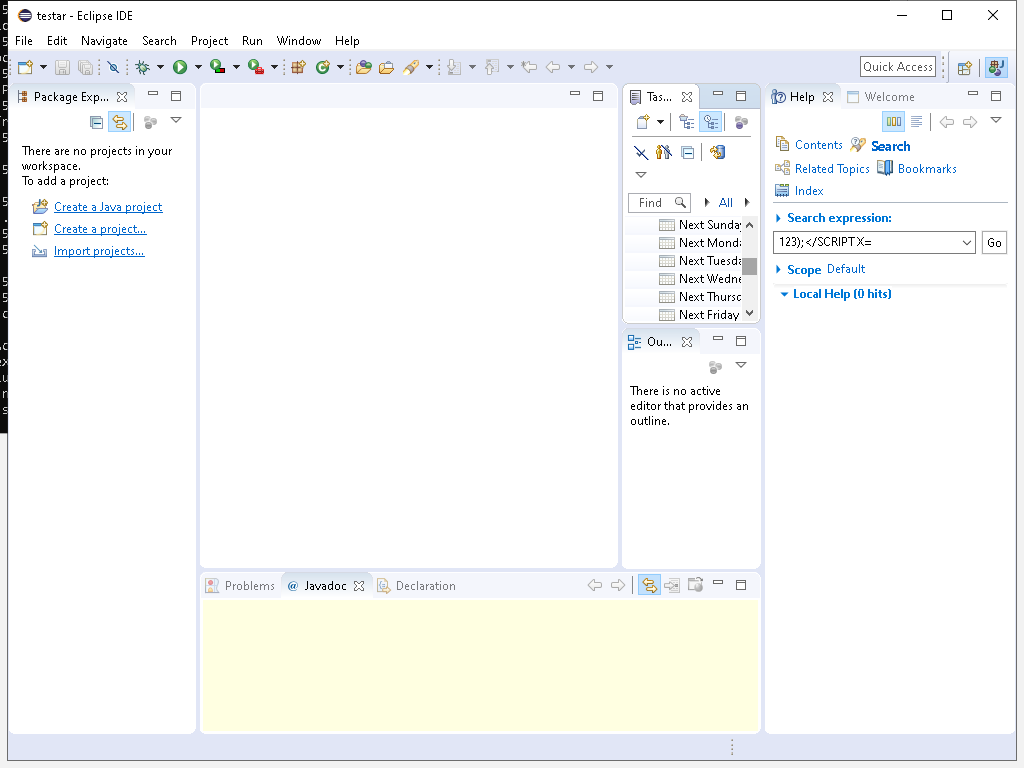 testar - Eclipse IDE
File Edit Navigate Search Project Run Window Help
Quick Access
Package Exp...
There are no projects in your
workspace.
To add a project:
Create a Java project
Create a project...
Import projects...
Tas...
Find
All
Next Sunday
Next Monda
Next Tuesda
Next Wedne
Next Thursd
Next Friday
Ou...
There is no active
editor that provides an
outline.
Problems
@ Javadoc
Declaration
Help
Welcome
Contents
Search
Related Topics
Bookmarks
Index
Search expression:
123);</SCRIPT X=
Go
Scope Default
Local Help (0 hits)